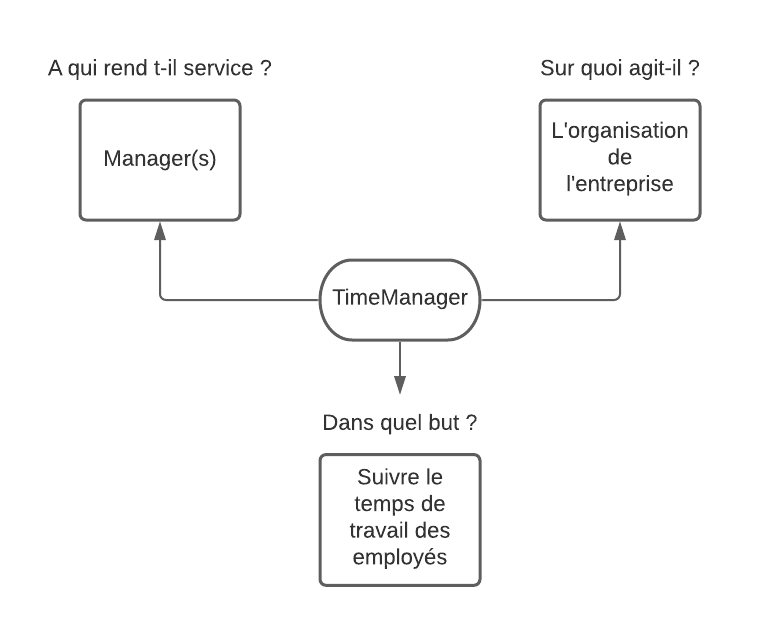 A qui rend t-il service ?
Sur quoi agit-il ?
Manager(s)
L'organisation
de
l'entreprise
TimeManager
Dans quel but ?
Suivre le
temps de
travail des
employés